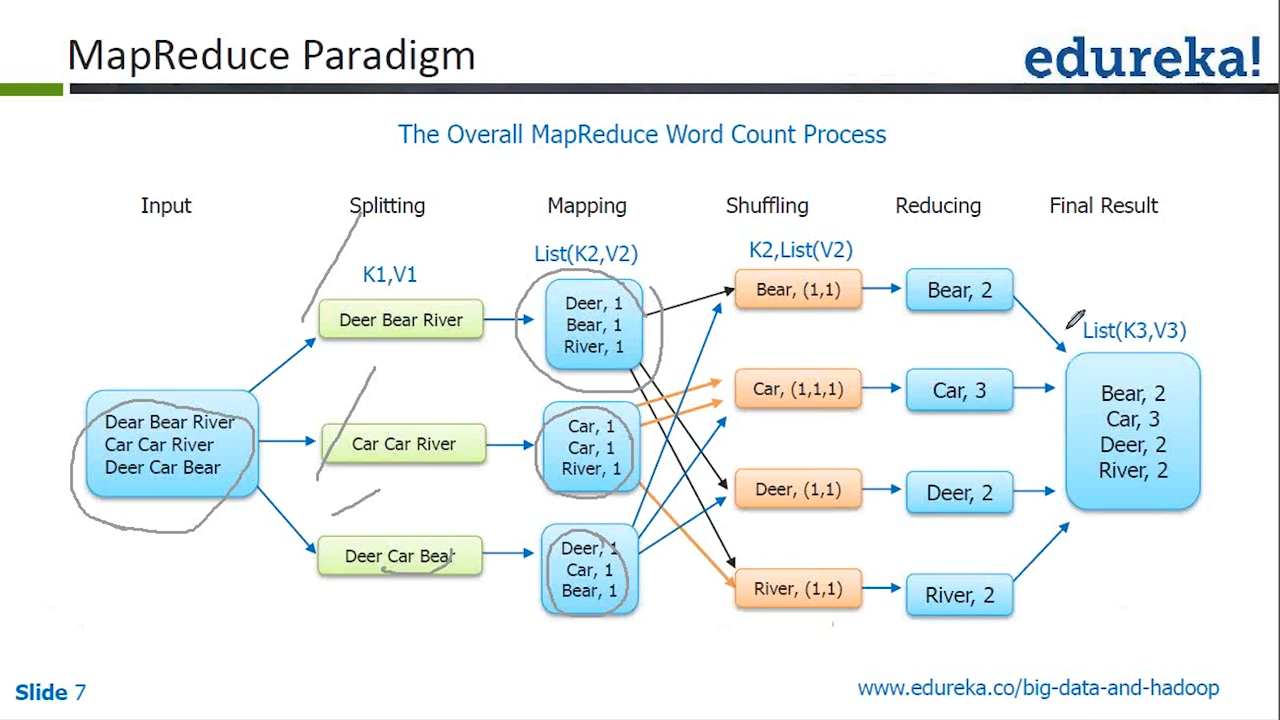 MapReduce Paradigm
edureka!
The Overall MapReduce Word Count Process
Input
Splitting
Mapping
Shuffling
Reducing
Final Result
K1,V1
List(K2,V2)
K2,List(V2)
List(K3,V3)
Dear Bear River
Car Car River
Deer Car Bear
Deer Bear River
Car Car River
Deer Car Bear
Deer, 1
Bear, 1
River, 1
Car, 1
Car, 1
River, 1
Deer, 1
Car, 1
Bear, 1
Bear, (1,1)
Car, (1,1,1)
Deer, (1,1)
River, (1,1)
Bear, 2
Car, 3
Deer, 2
River, 2
Bear, 2
Car, 3
Deer, 2
River, 2
Slide 7
www.edureka.co/big-data-and-hadoop